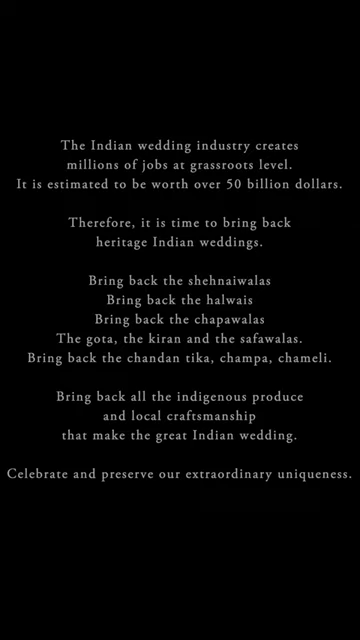 The Indian wedding industry creates
millions of jobs at grassroots level.
It is estimated to be worth over 50 billion dollars.
Therefore, it is time to bring back
heritage Indian weddings.
Bring back the shehnaiwalas
Bring back the halwais
Bring back the chapawalas
The gota, the kiran and the safawalas.
Bring back the chandan tika, champa, chameli.
Bring back all the indigenous produce
and local craftsmanship
that make the great Indian wedding.
Celebrate and preserve our extraordinary uniqueness.